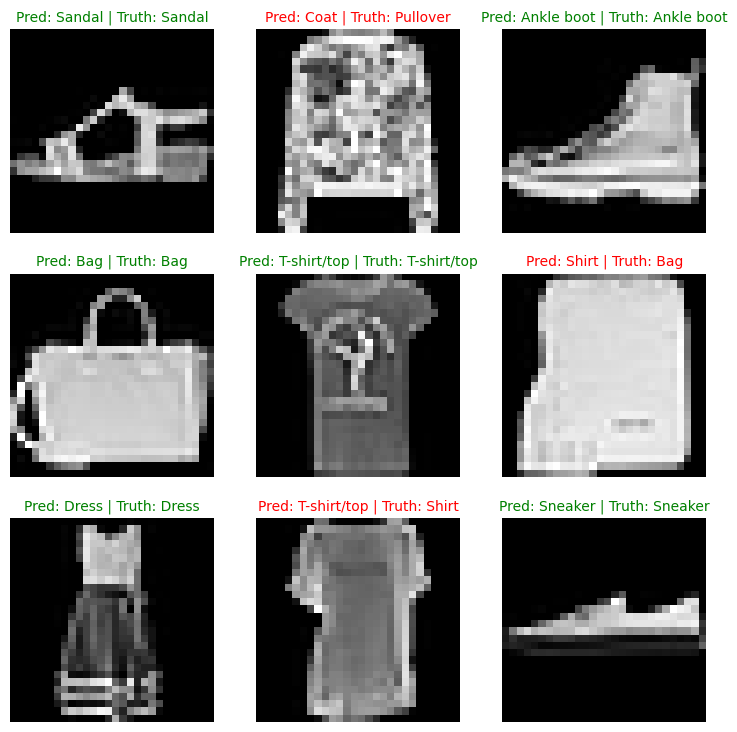 Pred: Sandal | Truth: Sandal
Pred: Coat | Truth: Pullover
Pred: Ankle boot | Truth: Ankle boot
Pred: Bag | Truth: Bag
Pred: T-shirt/top | Truth: T-shirt/top
Pred: Shirt | Truth: Bag
Pred: Dress | Truth: Dress
Pred: T-shirt/top | Truth: Shirt
Pred: Sneaker | Truth: Sneaker